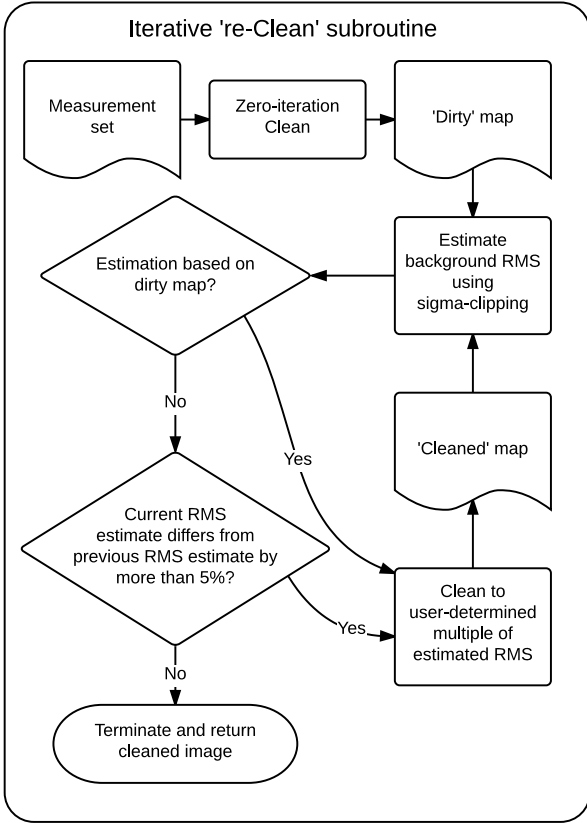 Iterative 're-Clean' subroutine
Measurement
set
Zero-iteration
Clean
'Dirty' map
Estimate
background RMS
using
sigma-clipping
Estimation based on
dirty map?
No
Yes
'Cleaned' map
Current RMS
estimate differs from
previous RMS estimate by
more than 5%?
Yes
Clean to
user-determined
multiple of
estimated RMS
No
Terminate and return
cleaned image